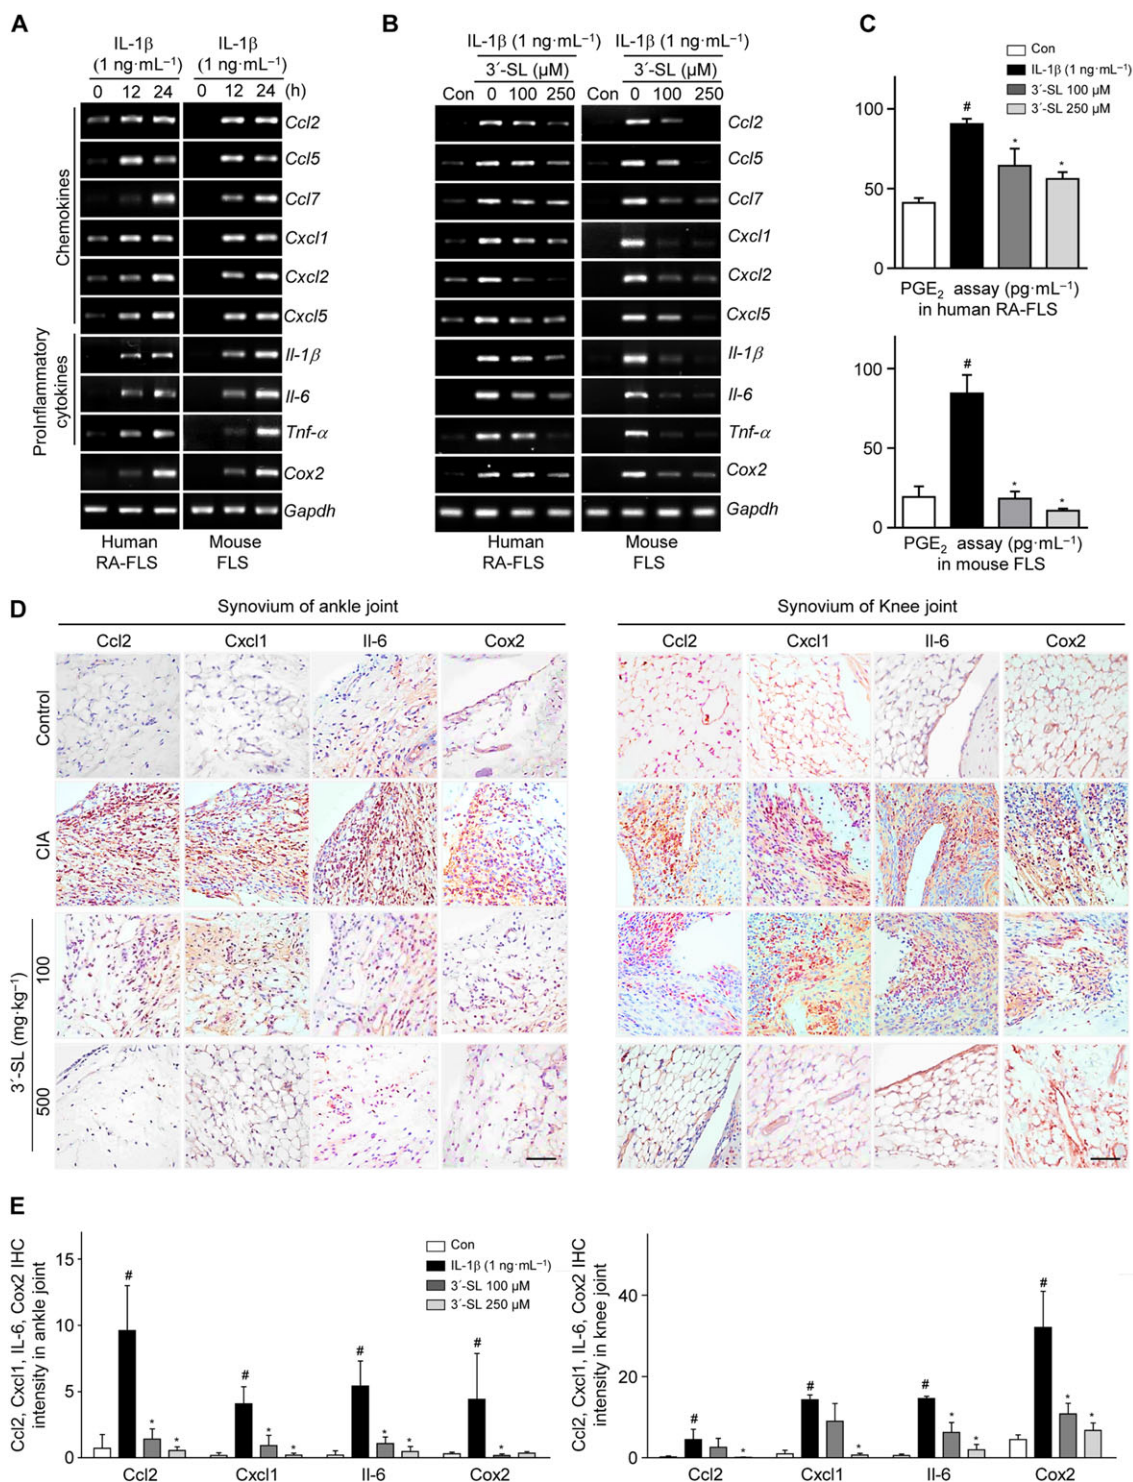 A
IL-1β
(1 ng·mL⁻¹)
IL-1β
(1 ng·mL⁻¹)
0 12 24 0 12 24 (h)
Chemokines
ProInflammatory
cytokines
Ccl2
Ccl5
Ccl7
Cxcl1
Cxcl2
Cxcl5
Il-1β
Il-6
Tnf-α
Cox2
Gapdh
Human
RA-FLS
Mouse
FLS
B
IL-1β (1 ng·mL⁻¹) IL-1β (1 ng·mL⁻¹)
3´-SL (μM) 3´-SL (μM)
Con 0 100 250 Con 0 100 250
Ccl2
Ccl5
Ccl7
Cxcl1
Cxcl2
Cxcl5
Il-1β
Il-6
Tnf-α
Cox2
Gapdh
Human
RA-FLS
Mouse
FLS
C
Con
IL-1β (1 ng·mL⁻¹)
3´-SL 100 μM
3´-SL 250 μM
100
50
0
#
*
*
PGE₂ assay (pg·mL⁻¹)
in human RA-FLS
100
50
0
#
*
*
PGE₂ assay (pg·mL⁻¹)
in mouse FLS
D
Synovium of ankle joint
Ccl2 Cxcl1 Il-6 Cox2
Synovium of Knee joint
Ccl2 Cxcl1 Il-6 Cox2
Control
CIA
3´-SL (mg·kg⁻¹)
100
500
E
Ccl2, Cxcl1, IL-6, Cox2 IHC
intensity in ankle joint
15
10
5
0
Con
IL-1β (1 ng·mL⁻¹)
3´-SL 100 μM
3´-SL 250 μM
# * *
# * *
# * *
# *
Ccl2 Cxcl1 Il-6 Cox2
Ccl2, Cxcl1, IL-6, Cox2 IHC
intensity in knee joint
40
20
0
# *
# *
# * *
# * *
Ccl2 Cxcl1 Il-6 Cox2